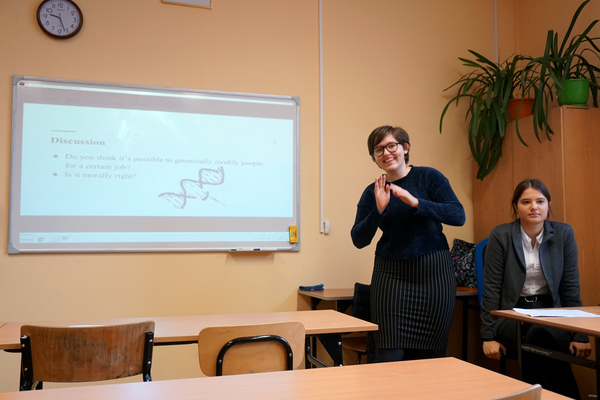 Discussion
• Do you think it's possible to genetically modify people
for a certain job?
• Is it morally right?